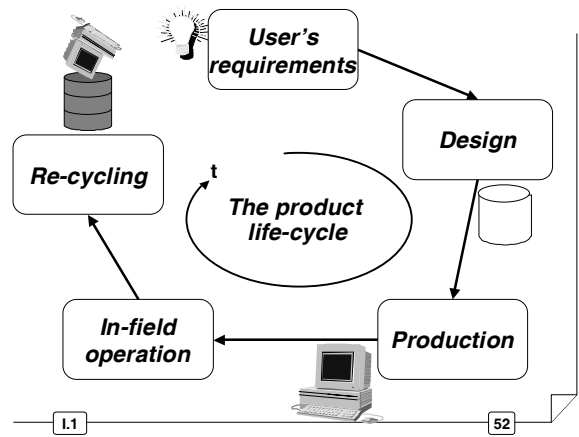 User's
requirements
Design
Re-cycling
t
The product
life-cycle
In-field
operation
Production
I.1
52